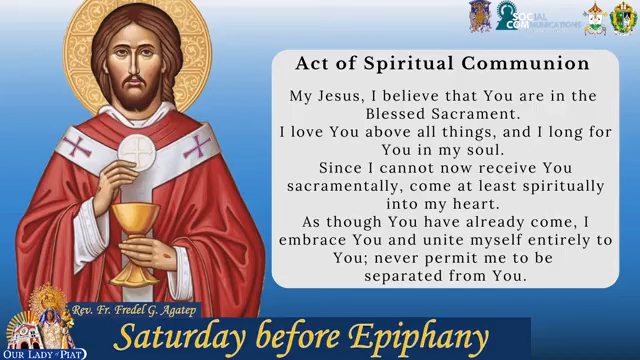 SOCIAL
COMMUNICATIONS
Act of Spiritual Communion
My Jesus, I believe that You are in the
Blessed Sacrament.
I love You above all things, and I long for
You in my soul.
Since I cannot now receive You
sacramentally, come at least spiritually
into my heart.
As though You have already come, I
embrace You and unite myself entirely to
You; never permit me to be
separated from You.
Rev. Fr. Fredel G. Agatep
Saturday before Epiphany
OUR LADY of PIAT